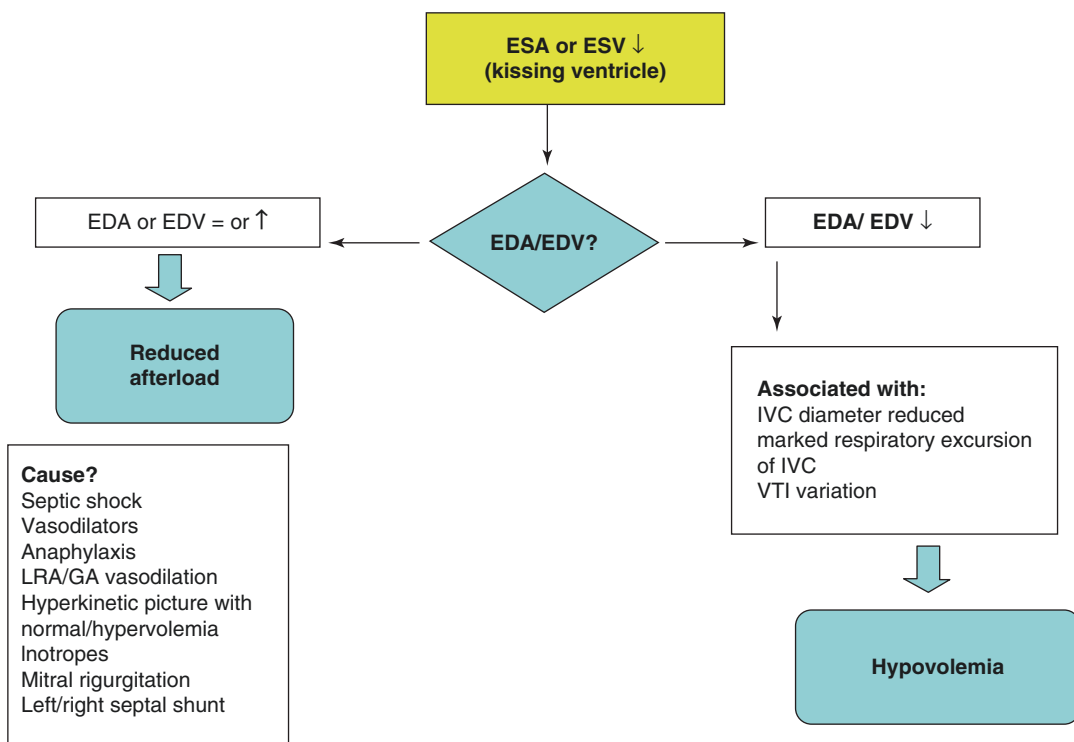 ESA or ESV ↓
(kissing ventricle)
EDA or EDV = or ↑
EDA/EDV?
EDA/ EDV ↓
Reduced
afterload
Associated with:
IVC diameter reduced
marked respiratory excursion
of IVC
VTI variation
Cause?
Septic shock
Vasodilators
Anaphylaxis
LRA/GA vasodilation
Hyperkinetic picture with
normal/hypervolemia
Inotropes
Mitral rigurgitation
Left/right septal shunt
Hypovolemia